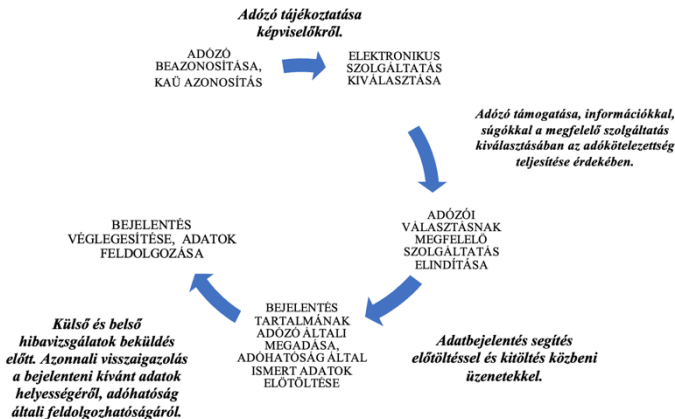 Adózó tájékoztatása
képviselőkről.
ADÓZÓ
BEAZONOSÍTÁSA,
KAÜ AZONOSÍTÁS
ELEKTRONIKUS
SZOLGÁLTATÁS
KIVÁLASZTÁSA
Adózó támogatása, információkkal,
súgókkal a megfelelő szolgáltatás
kiválasztásában az adókötelezettség
teljesítése érdekében.
ADÓZÓI
VÁLASZTÁSNAK
MEGFELELŐ
SZOLGÁLTATÁS
ELINDÍTÁSA
Adatbejelentés segítés
előtöltéssel és kitöltés közbeni
üzenetekkel.
BEJELENTÉS
TARTALMÁNAK
ADÓZÓ ÁLTALI
MEGADÁSA,
ADÓHATÓSÁG ÁLTAL
ISMERT ADATOK
ELŐTÖLTÉSE
Külső és belső
hibavizsgálatok beküldés
előtt. Azonnali visszaigazolás
a bejelenteni kívánt adatok
helyességéről, adóhatóság
általi feldolgozhatóságáról.
BEJELENTÉS
VÉGLEGESÍTÉSE, ADATOK
FELDOLGOZÁSA